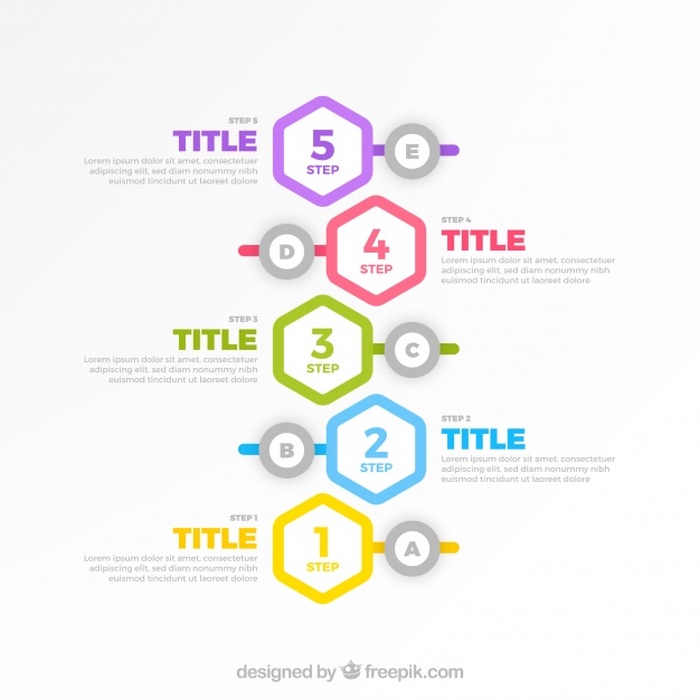 STEP 5
TITLE
Lorem ipsum dolor sit amet, consectetuer
adipiscing elit, sed diam nonummy nibh
euismod tincidunt ut laoreet dolore
5
STEP
E
D
4
STEP
STEP 4
TITLE
Lorem ipsum dolor sit amet, consectetuer
adipiscing elit, sed diam nonummy nibh
euismod tincidunt ut laoreet dolore
STEP 3
TITLE
Lorem ipsum dolor sit amet, consectetuer
adipiscing elit, sed diam nonummy nibh
euismod tincidunt ut laoreet dolore
3
STEP
C
B
2
STEP
STEP 2
TITLE
Lorem ipsum dolor sit amet, consectetuer
adipiscing elit, sed diam nonummy nibh
euismod tincidunt ut laoreet dolore
STEP 1
TITLE
Lorem ipsum dolor sit amet, consectetuer
adipiscing elit, sed diam nonummy nibh
euismod tincidunt ut laoreet dolore
1
STEP
A
designed by freepik.com